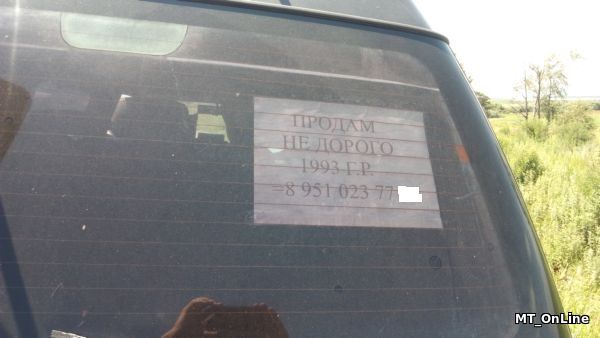 ПРОДАМ
НЕ ДОРОГО
1993 Г.Р.
=8 951 023 77
MT_OnLine